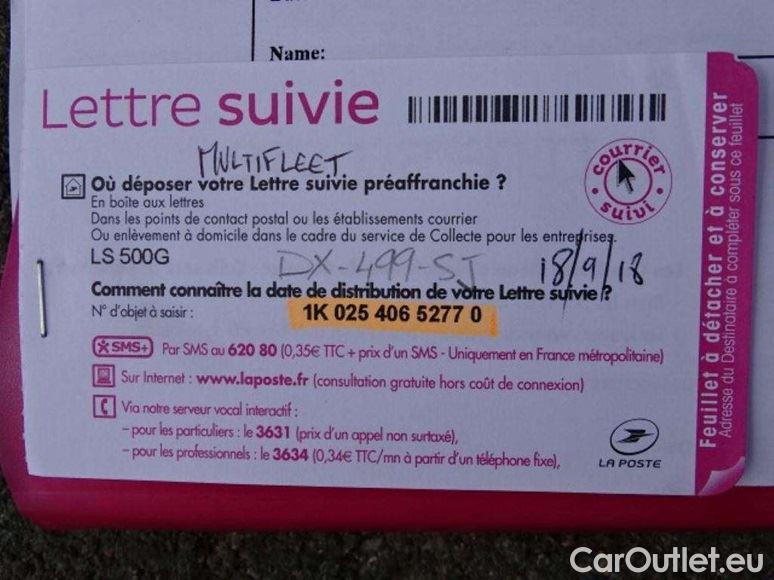 Name:
Lettre suivie
MULTIFLEET
courrier suivi
Où déposer votre Lettre suivie préaffranchie ?
En boîte aux lettres
Dans les points de contact postal ou les établissements courrier
Ou enlèvement à domicile dans le cadre du service de Collecte pour les entreprises.
LS 500G
DX-499-SJ
18/9/18
Comment connaître la date de distribution de votre Lettre suivie ?
N° d'objet à saisir :
1K 025 406 5277 0
SMS+ Par SMS au 620 80 (0,35€ TTC + prix d'un SMS - Uniquement en France métropolitaine)
Sur Internet : www.laposte.fr (consultation gratuite hors coût de connexion)
Via notre serveur vocal interactif :
– pour les particuliers : le 3631 (prix d'un appel non surtaxé),
– pour les professionnels : le 3634 (0,34€ TTC/mn à partir d'un téléphone fixe),
LA POSTE
Feuillet à détacher et à conserver
Adresse du Destinataire à compléter sous ce feuillet
CarOutlet.eu